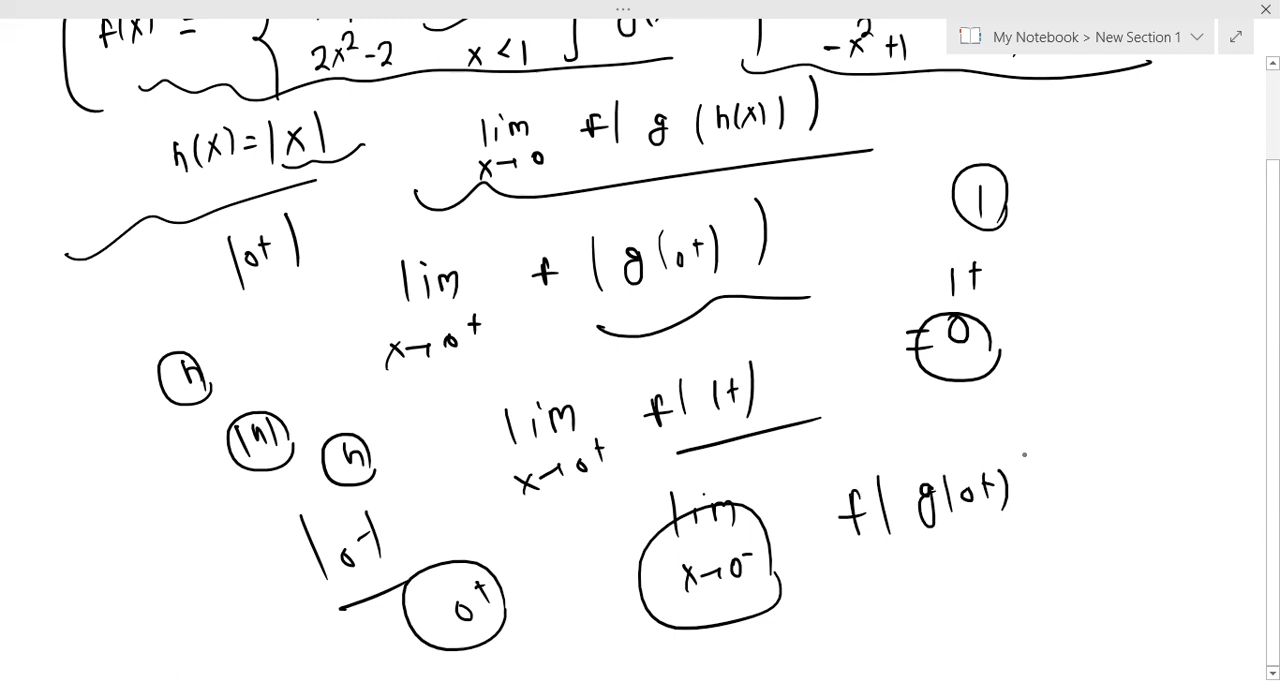 My Notebook > New Section 1
f(x) =
2x²-2 x < 1
-x² +1
h(x) = |x|
lim f( g (h(x)) )
x→0
1
|0+|
lim f ( g(0+) )
x→0+
1+
= 0
h
lim f( 1+)
x→0+
|h|
h
lim f( g(0+)
x→0-
|0-|
0+